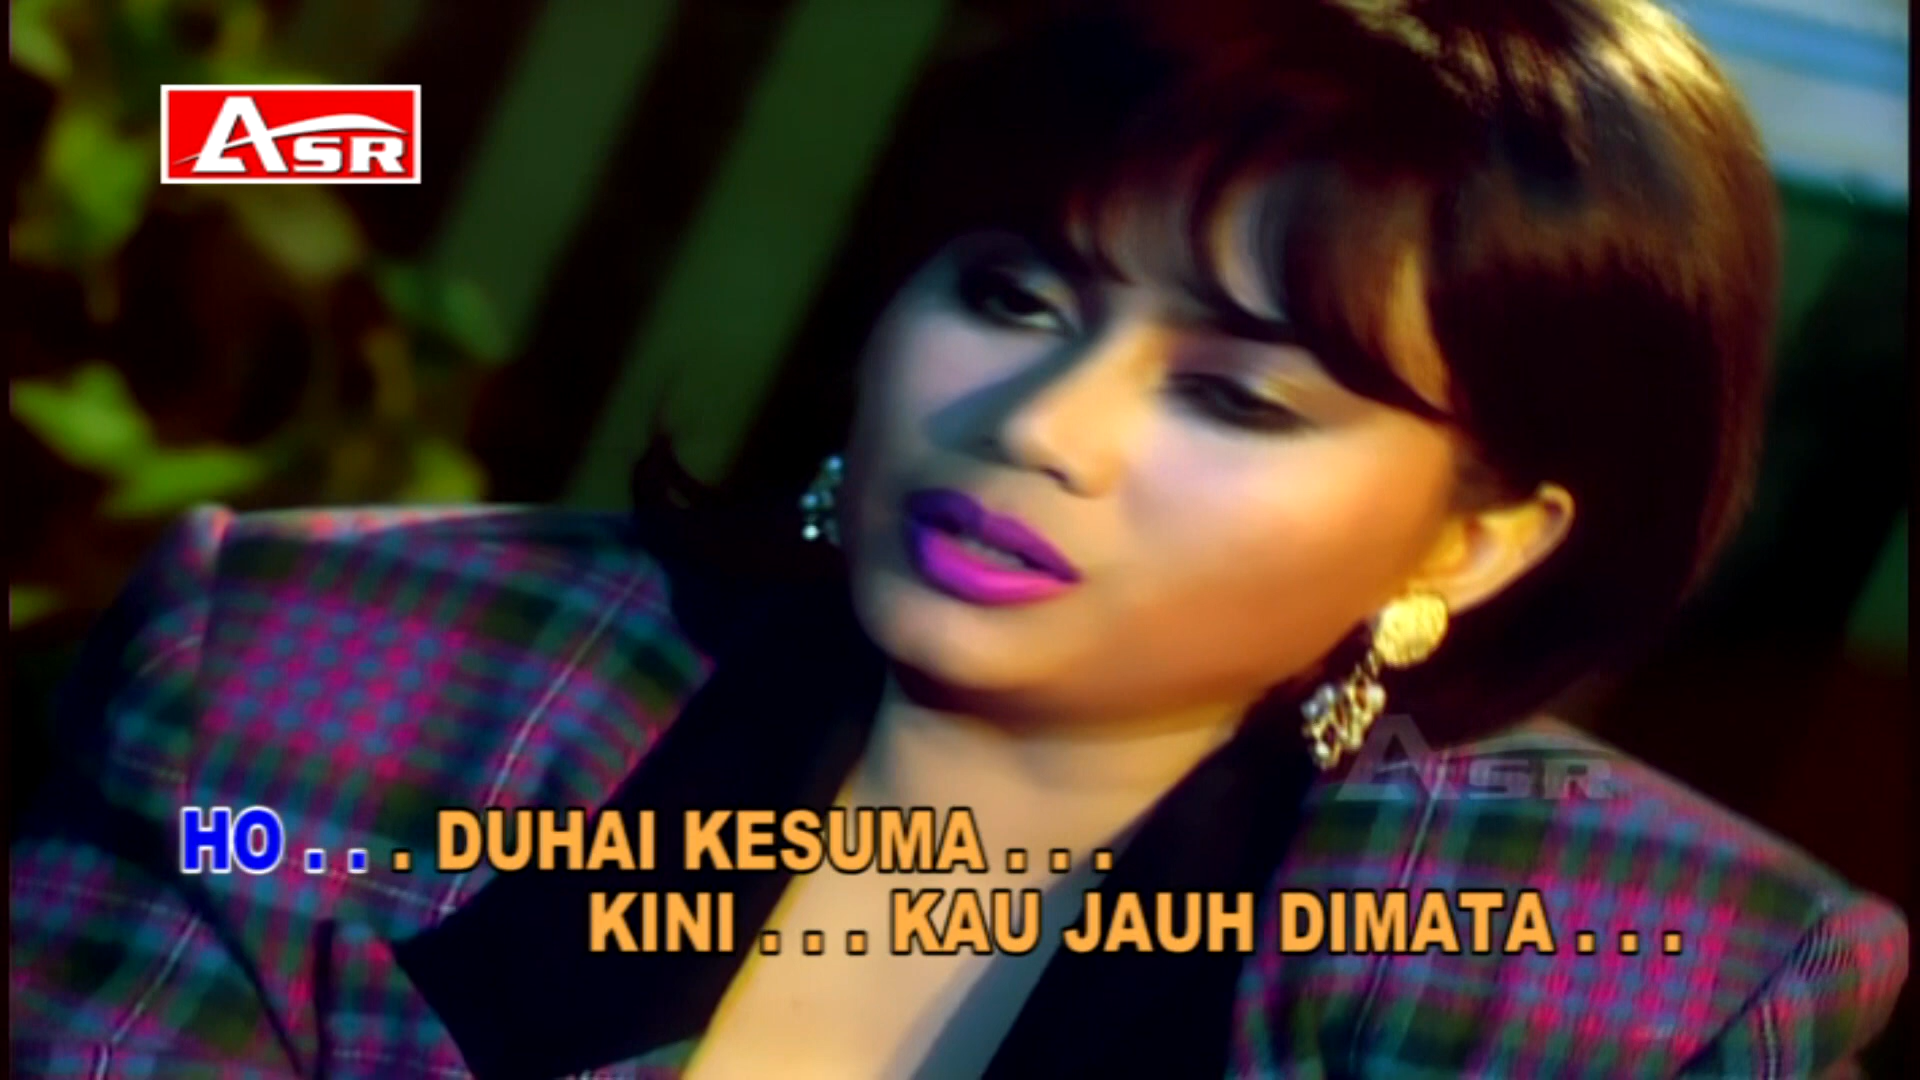 ASR
HO . . . DUHAI KESUMA . . .
KINI . . . KAU JAUH DIMATA . . .
ASR